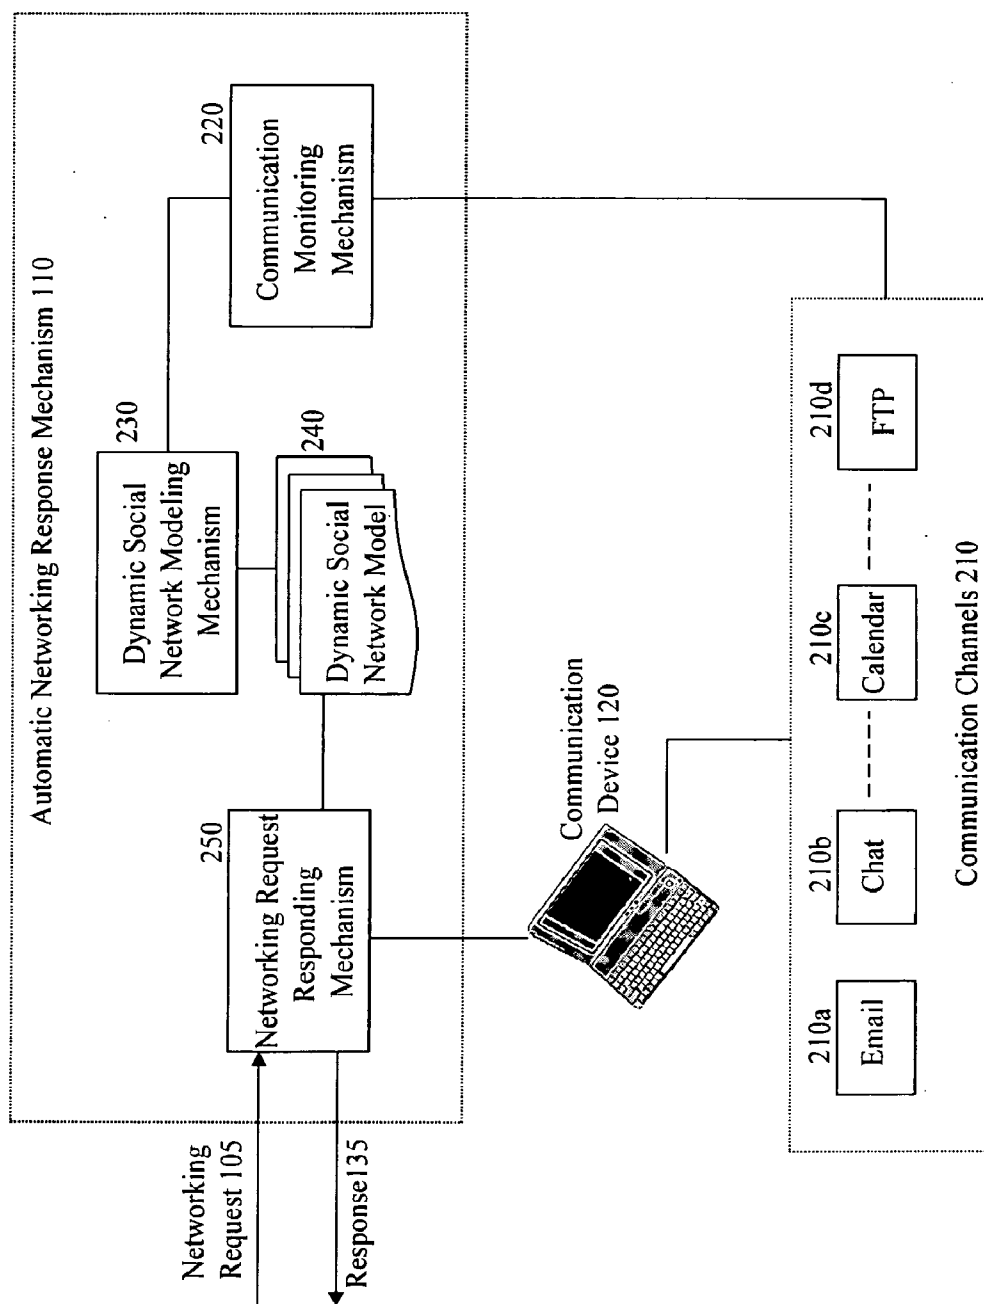 Automatic Networking Response Mechanism 110
230
Dynamic Social
Network Modeling
Mechanism
220
Communication
Monitoring
Mechanism
240
Dynamic Social
Network Model
250
Networking Request
Responding
Mechanism
Networking
Request 105
Response135
Communication
Device 120
210a
Email
210b
Chat
210c
Calendar
210d
FTP
Communication Channels 210